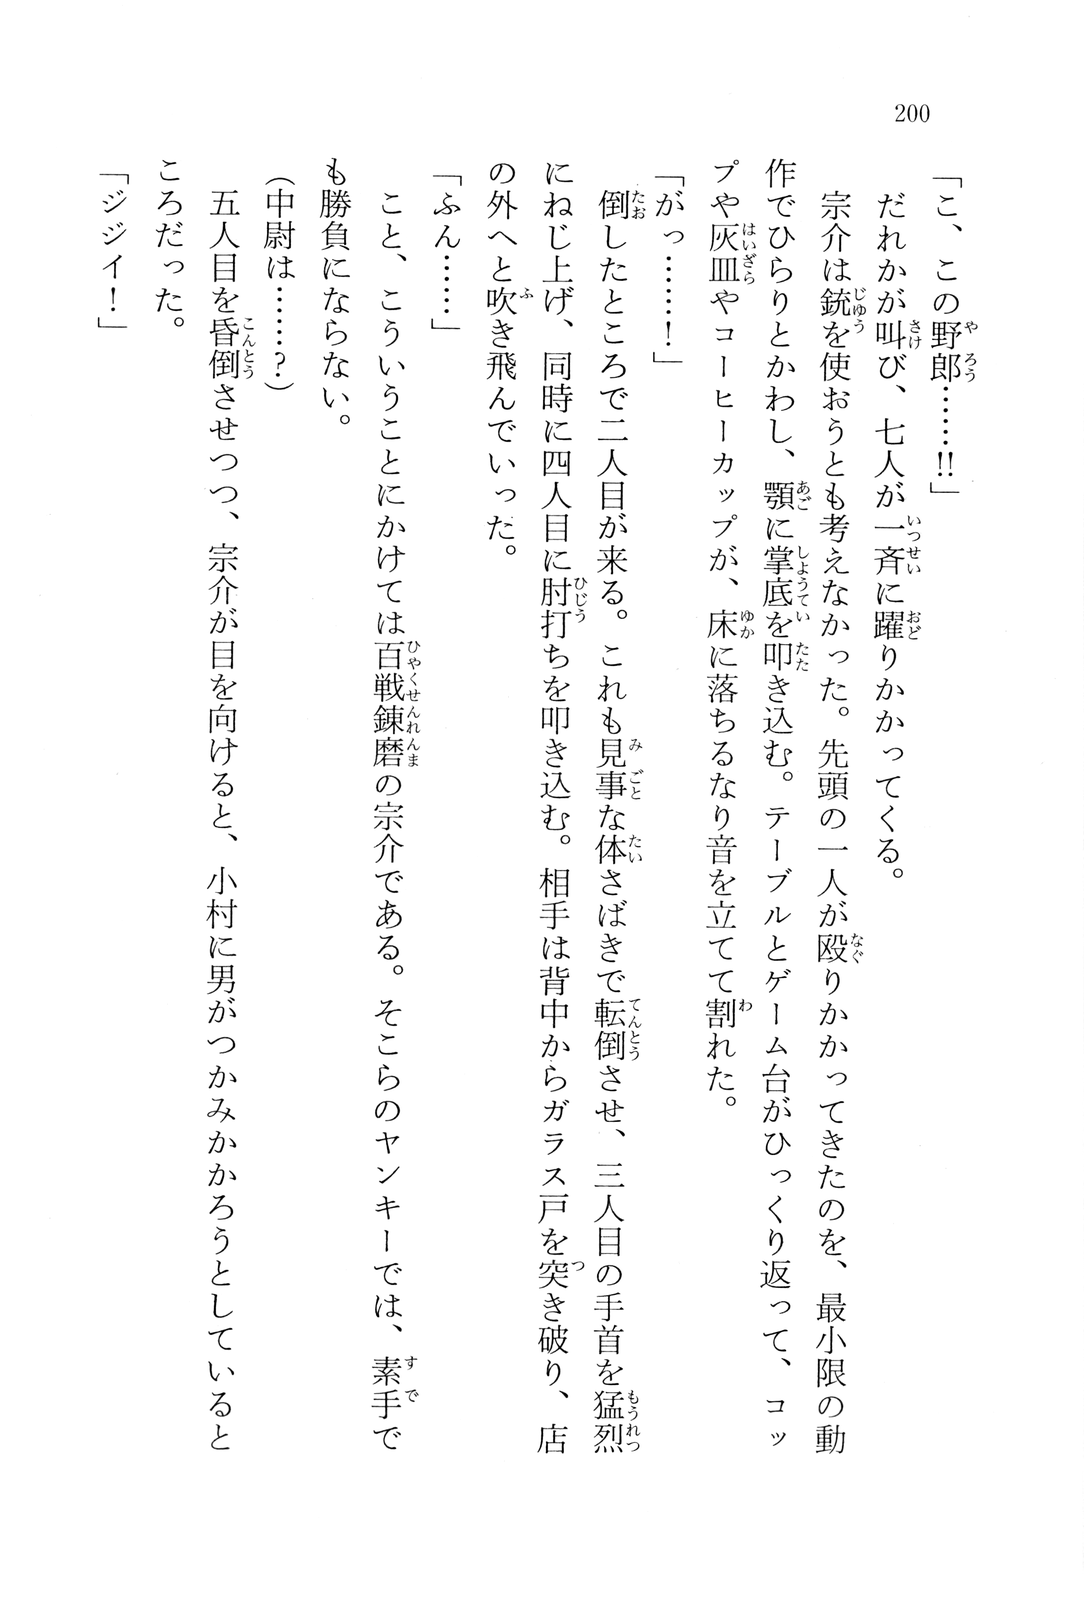 200
「こ、この野郎……!!」
だれかが叫び、七人が一斉に躍りかかってくる。
宗介は銃を使おうとも考えなかった。先頭の一人が殴りかかってきたのを、最小限の動
作でひらりとかわし、顎に掌底を叩き込む。テーブルとゲーム台がひっくり返って、コッ
プや灰皿やコーヒーカップが、床に落ちるなり音を立てて割れた。
「がっ……！」
倒したところで二人目が来る。これも見事な体さばきで転倒させ、三人目の手首を猛烈
にねじ上げ、同時に四人目に肘打ちを叩き込む。相手は背中からガラス戸を突き破り、店
の外へと吹き飛んでいった。
「ふん……」
こと、こういうことにかけては百戦錬磨の宗介である。そこらのヤンキーでは、素手で
も勝負にならない。
（中尉は……？）
五人目を昏倒させつつ、宗介が目を向けると、小村に男がつかみかかろうとしていると
ころだった。
「ジジイ！」